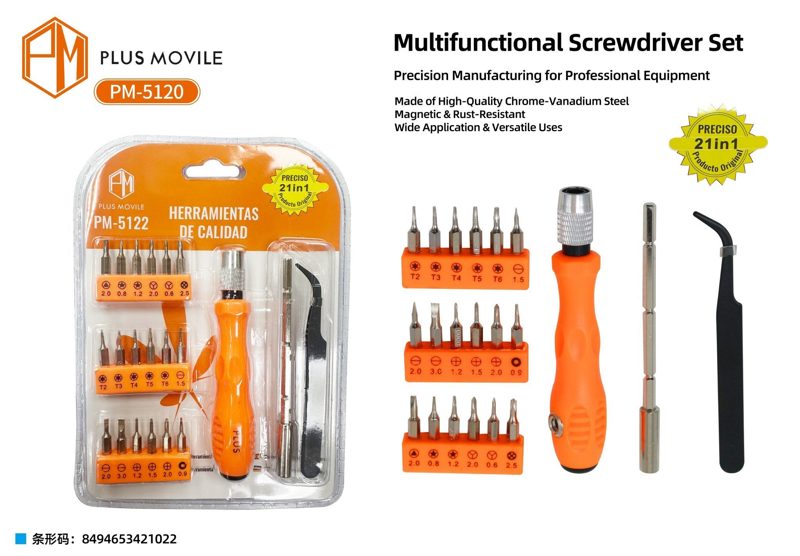 PM
PLUS MOVILE
PM-5120
Multifunctional Screwdriver Set
Precision Manufacturing for Professional Equipment
Made of High-Quality Chrome-Vanadium Steel
Magnetic & Rust-Resistant
Wide Application & Versatile Uses
PRECISO
21in1
Producto Original
PM
PLUS MOVILE
PM-5122
HERRAMIENTAS
DE CALIDAD
PRECISO
21in1
Producto Original
2.0 0.8 1.2 2.0 0.6 2.5
T2 T3 T4 T5 T6 1.5
2.0 3.0 1.2 1.5 2.0 0.9
PLUS
T2 T3 T4 T5 T6 1.5
2.0 3.0 1.2 1.5 2.0 0.9
2.0 0.8 1.2 2.0 0.6 2.5
条形码：8494653421022